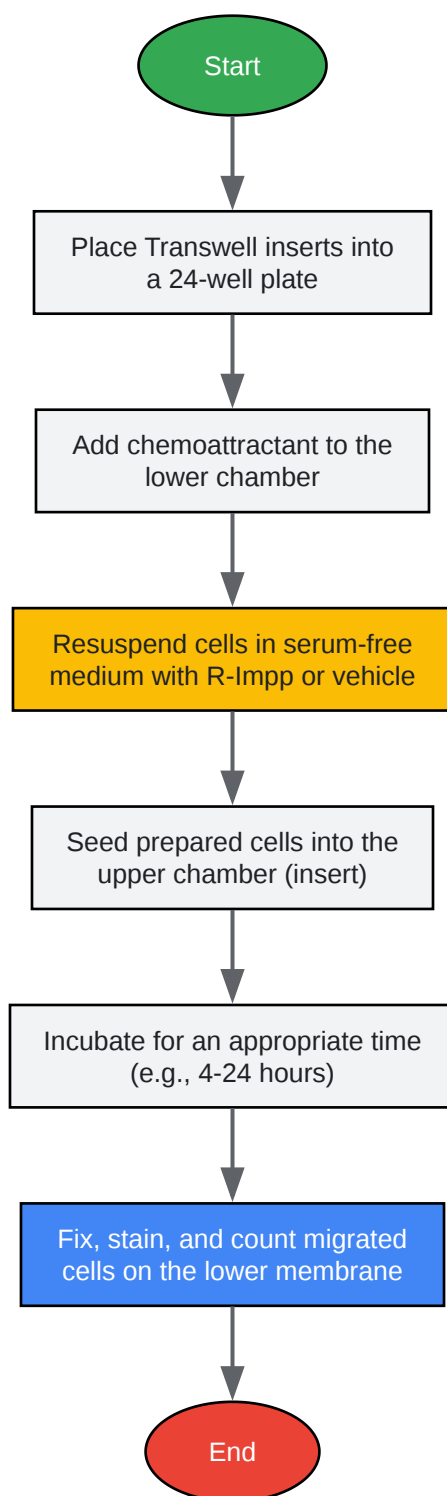 Start
Place Transwell inserts into
a 24-well plate
Add chemoattractant to the
lower chamber
Resuspend cells in serum-free
medium with R-Impp or vehicle
Seed prepared cells into the
upper chamber (insert)
Incubate for an appropriate time
(e.g., 4-24 hours)
Fix, stain, and count migrated
cells on the lower membrane
End